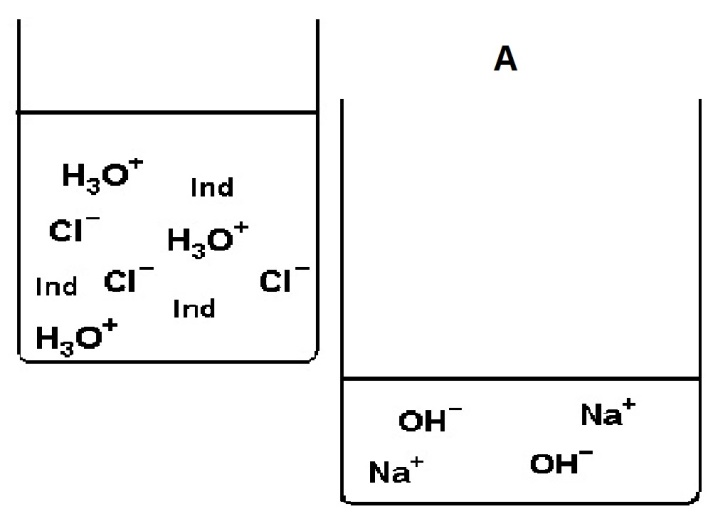 A
H₃O⁺ Ind
Cl⁻ H₃O⁺
Ind Cl⁻ Cl⁻
Ind
H₃O⁺
OH⁻ Na⁺
Na⁺ OH⁻